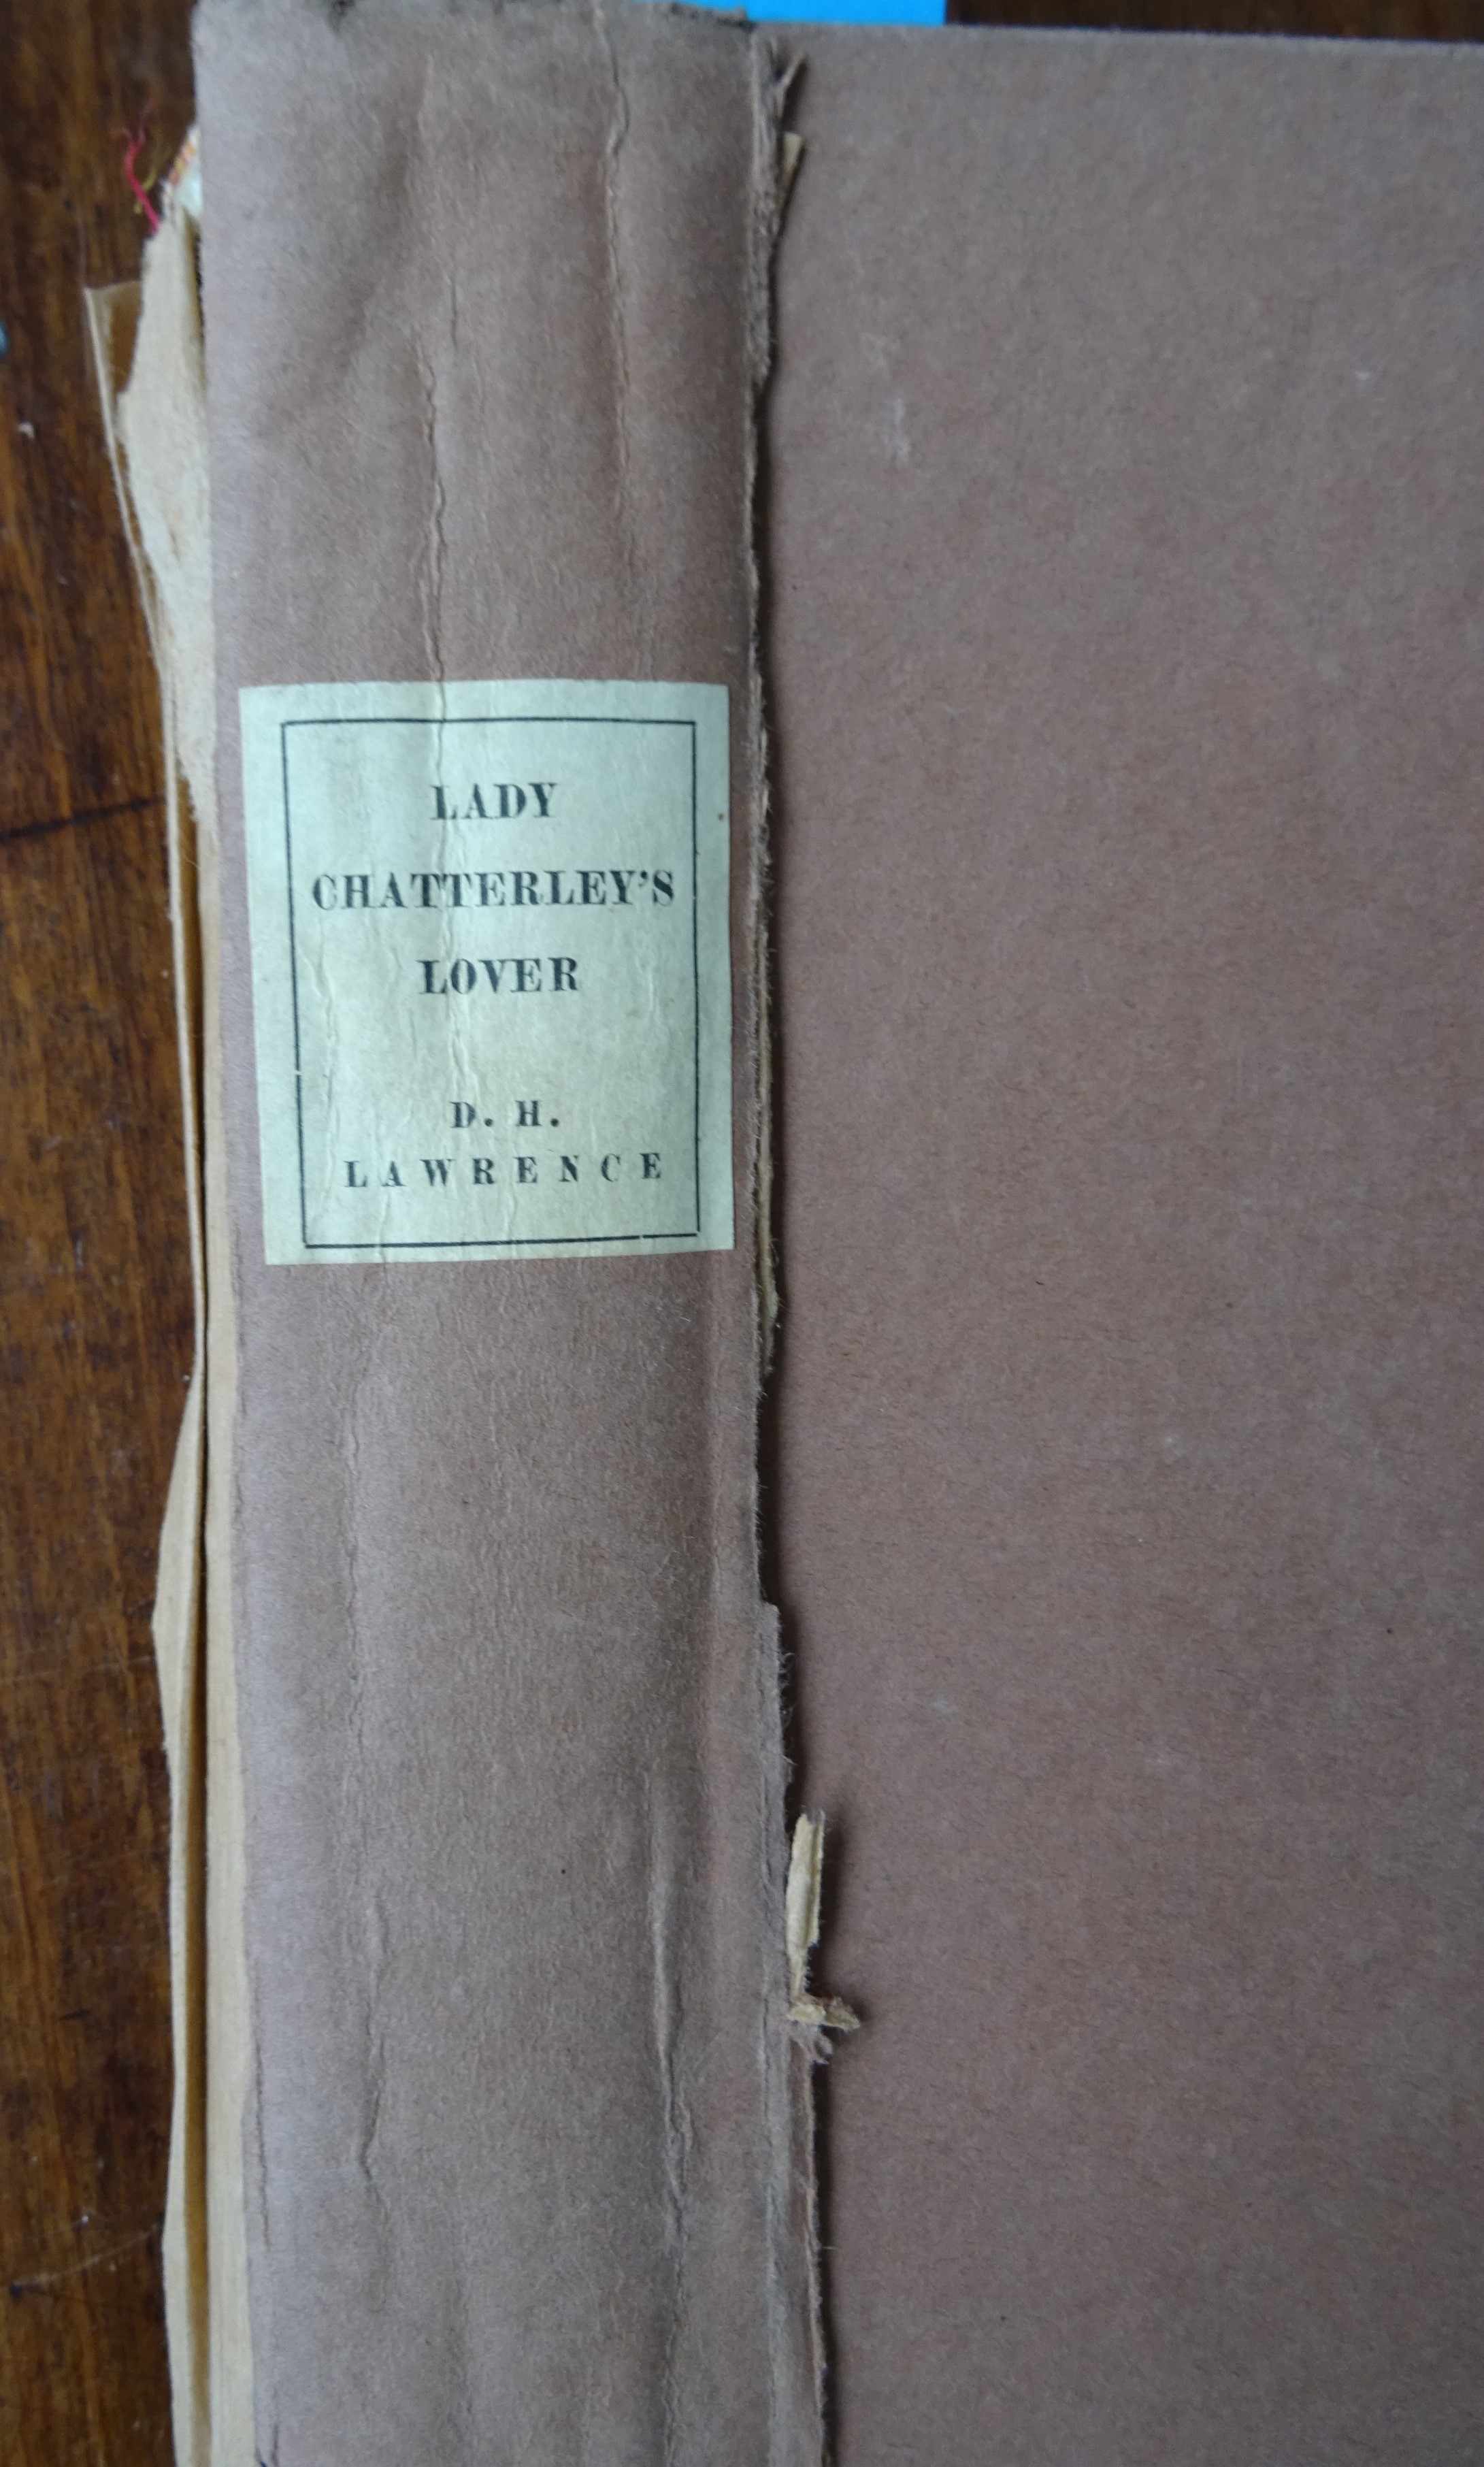 LADY
CHATTERLEY'S
LOVER
D. H.
LAWRENCE